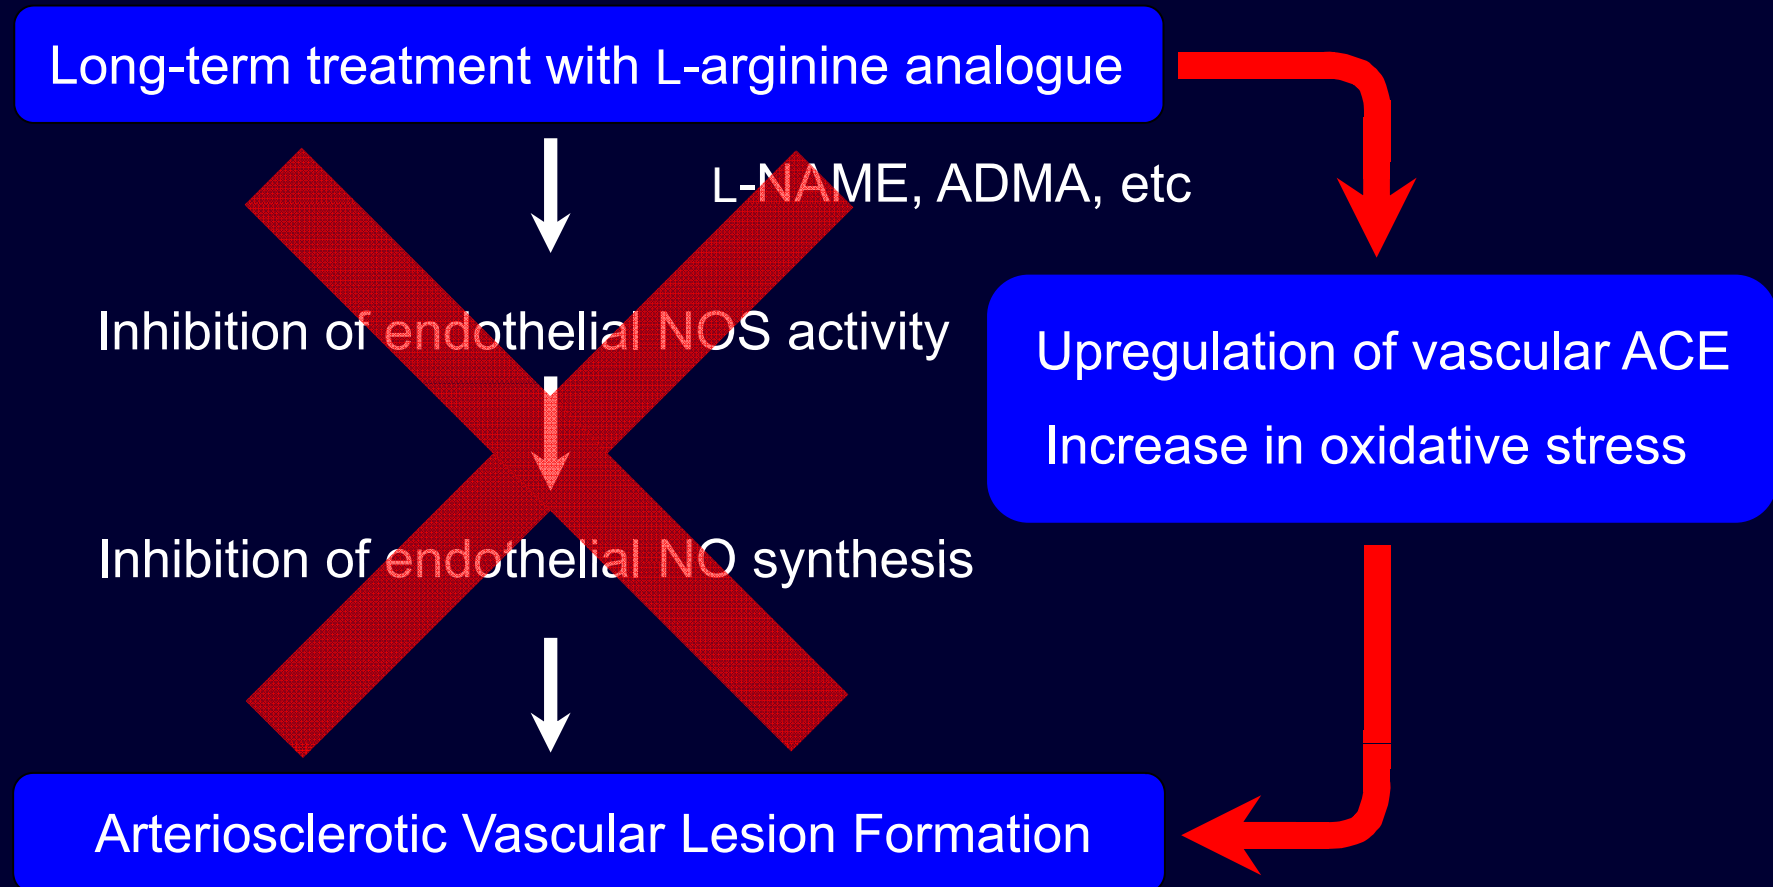 Long-term treatment with L-arginine analogue
L-NAME, ADMA, etc
Inhibition of endothelial NOS activity
Upregulation of vascular ACE
Increase in oxidative stress
Inhibition of endothelial NO synthesis
Arteriosclerotic Vascular Lesion Formation